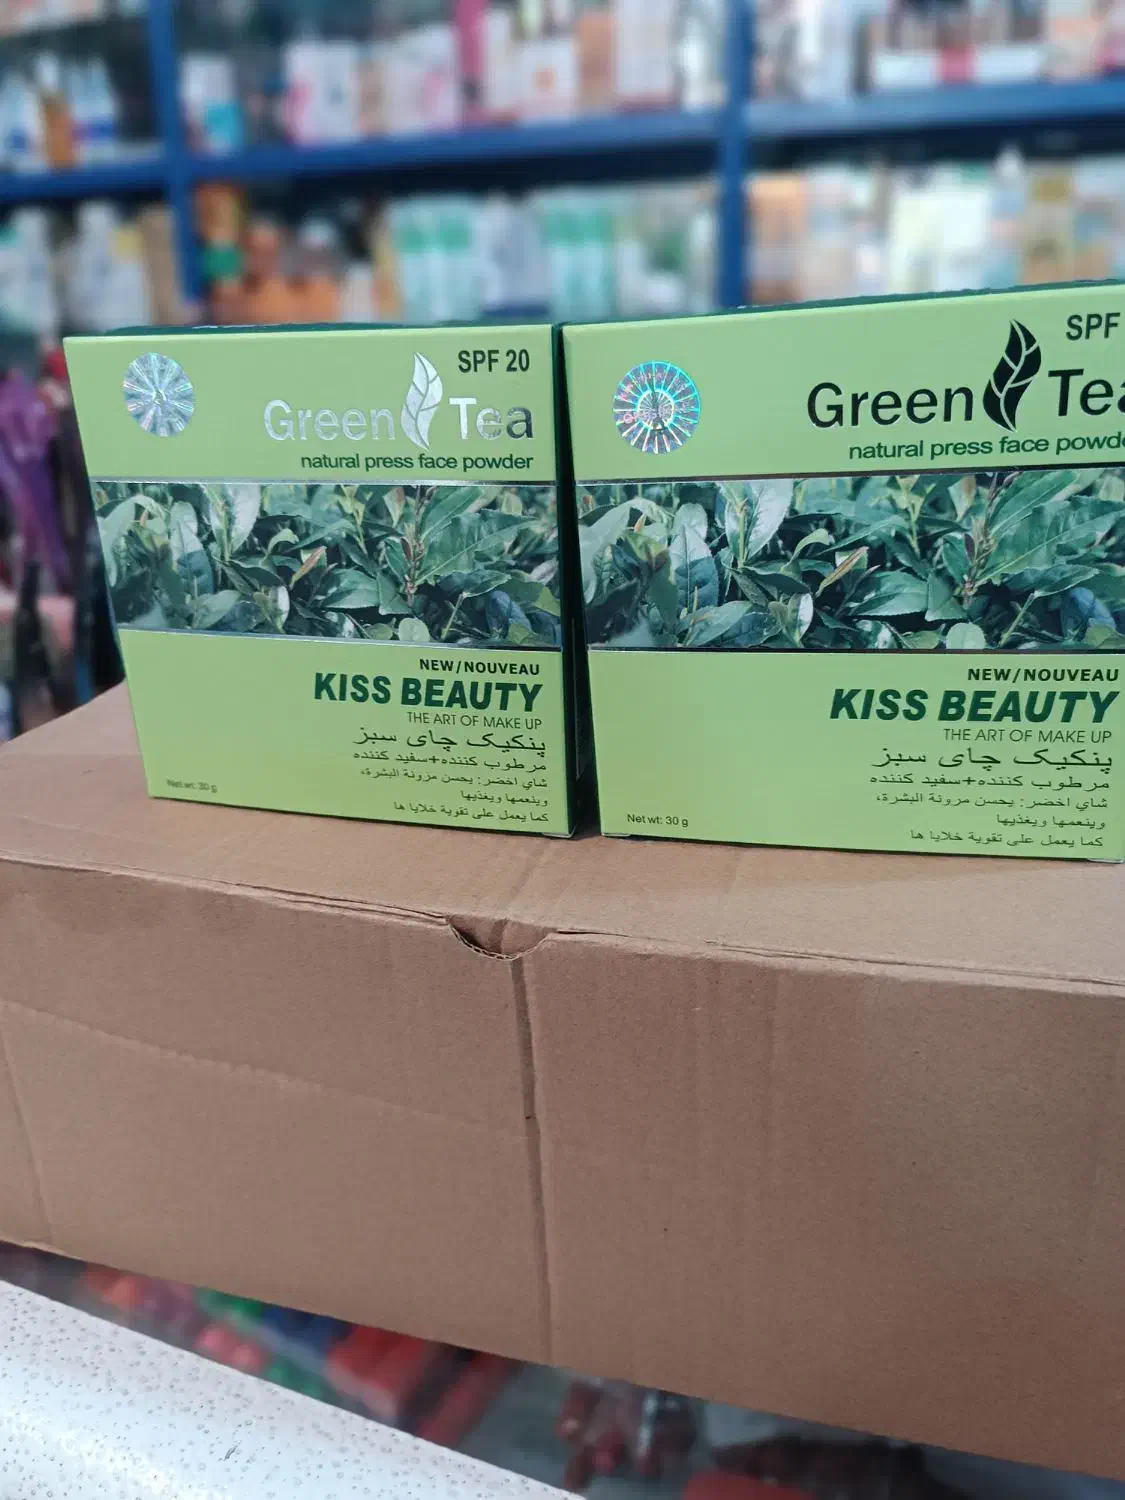 SPF 20
Green Tea
natural press face powder
NEW/NOUVEAU
KISS BEAUTY
THE ART OF MAKE UP
پنکیک چای سبز
مرطوب کننده+سفید کننده
شاي اخضر: يحسن مرونة البشرة،
وينعمها ويغذيها
كما يعمل على تقوية خلايا ها
Net wt: 30 g
SPF
Green Tea
natural press face powde
NEW/NOUVEAU
KISS BEAUTY
THE ART OF MAKE UP
پنکیک چای سبز
مرطوب کننده+سفید کننده
شاي اخضر: يحسن مرونة البشرة،
وينعمها ويغذيها
كما يعمل على تقوية خلايا ها
Net wt: 30 g